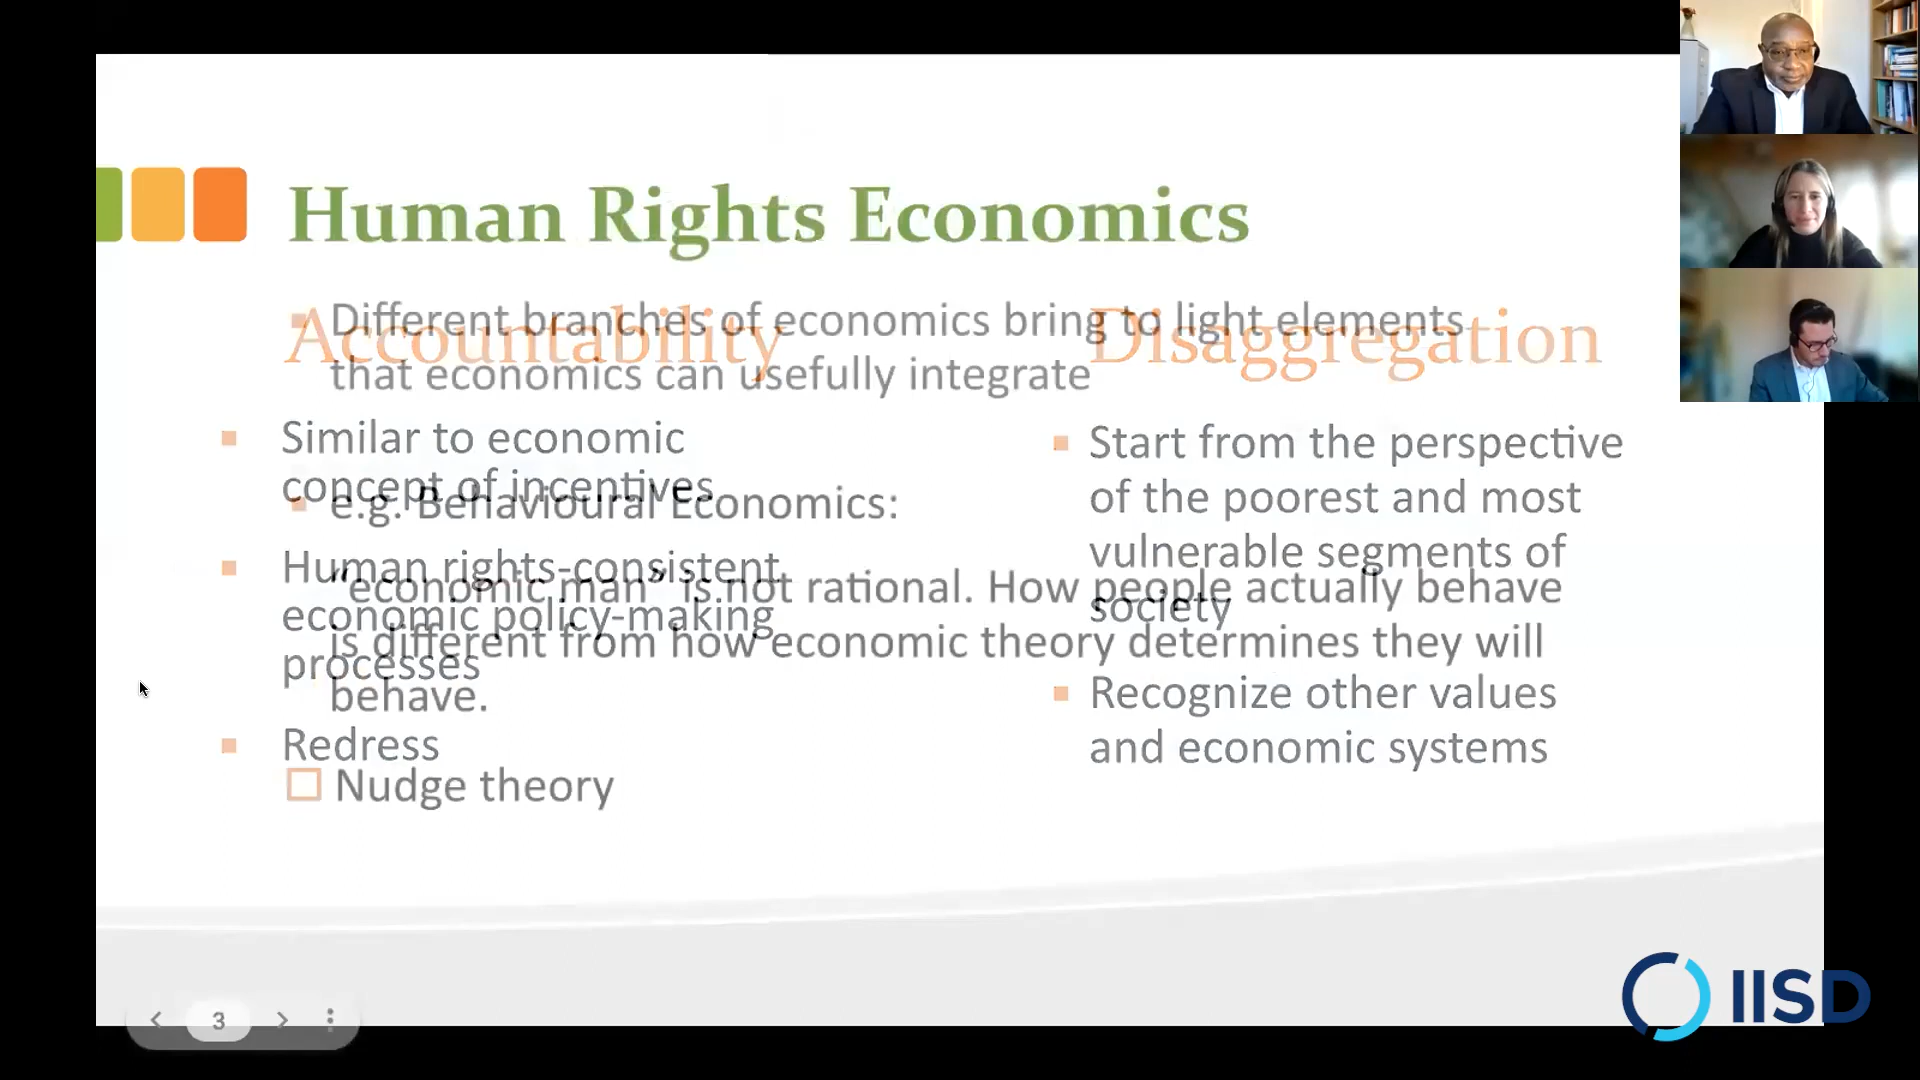 Human Rights Economics
Different branches of economics bring to light elements
that economics can usefully integrate
e.g. Behavioural Economics:
“economic man” is not rational. How people actually behave
is different from how economic theory determines they will
behave.
Nudge theory
Accountability
Similar to economic
concept of incentives
Human rights-consistent
economic policy-making
processes
Redress
Disaggregation
Start from the perspective
of the poorest and most
vulnerable segments of
society
Recognize other values
and economic systems
3
IISD